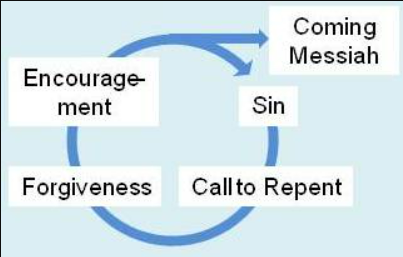 Coming
Messiah
Encourage-
ment
Sin
Forgiveness
Call to Repent